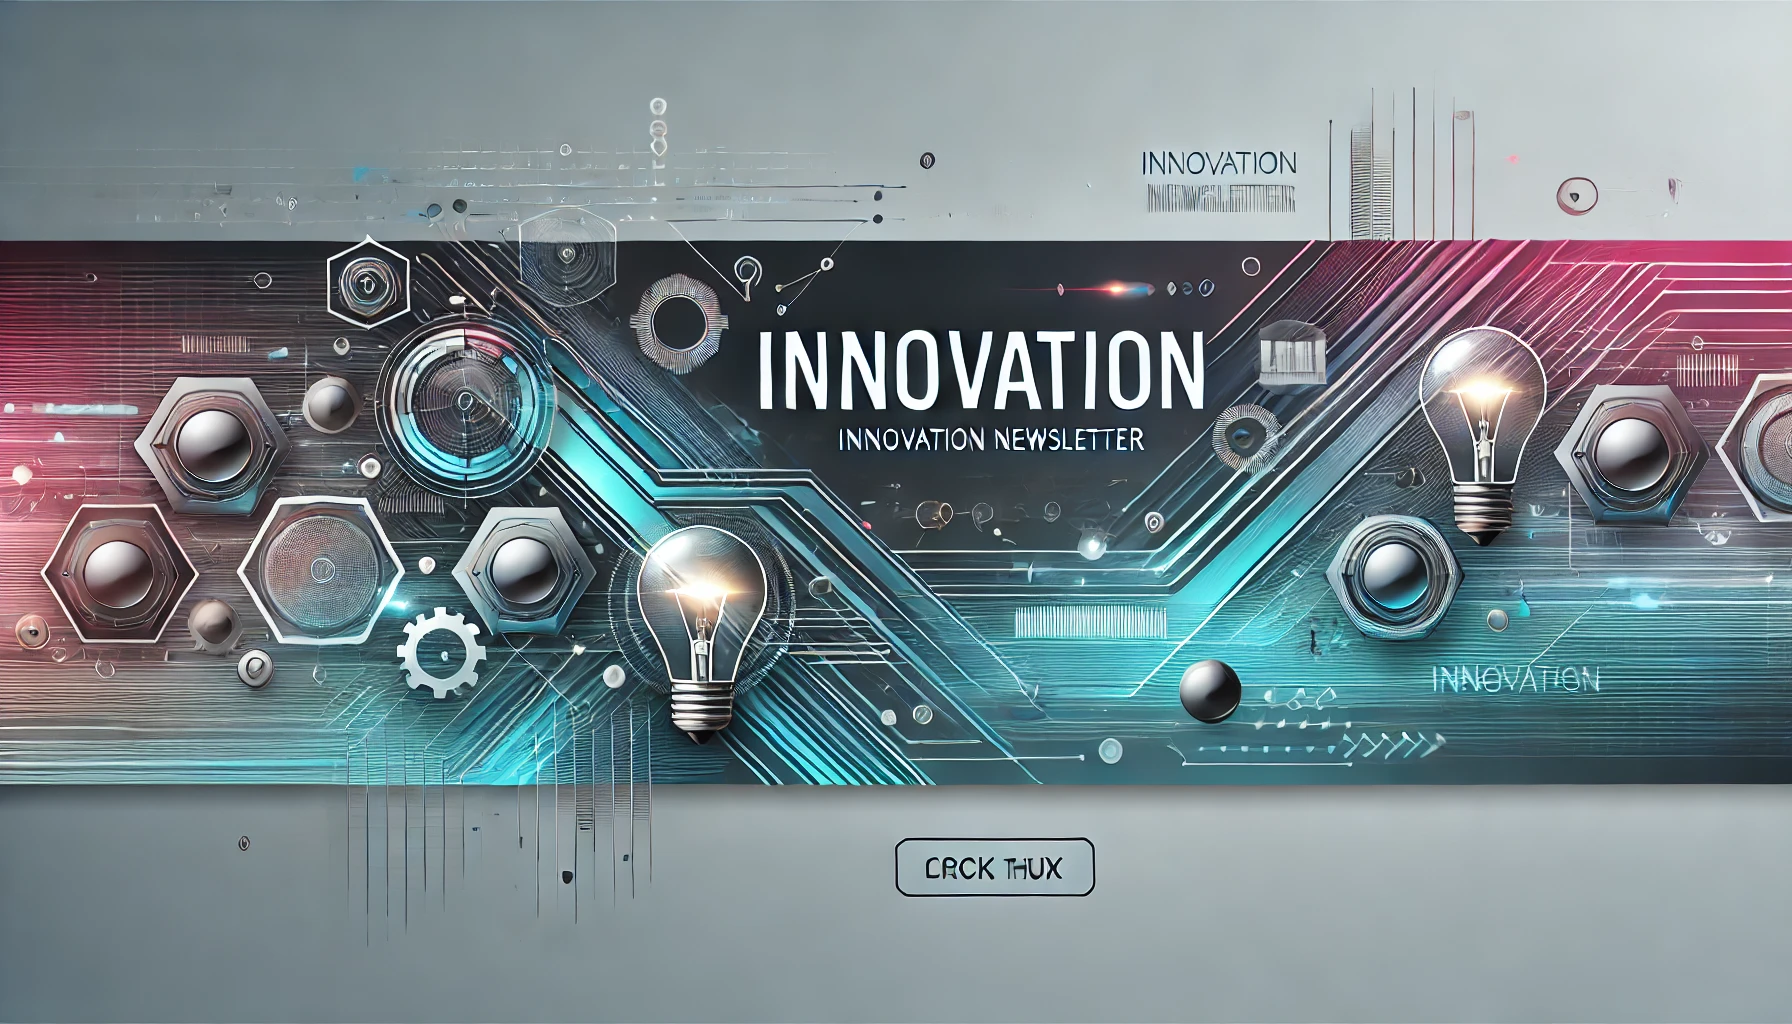 INNOVATION
INNOVATION
INNOVATION NEWSLETTER
INNOVATION
CRCK THUX